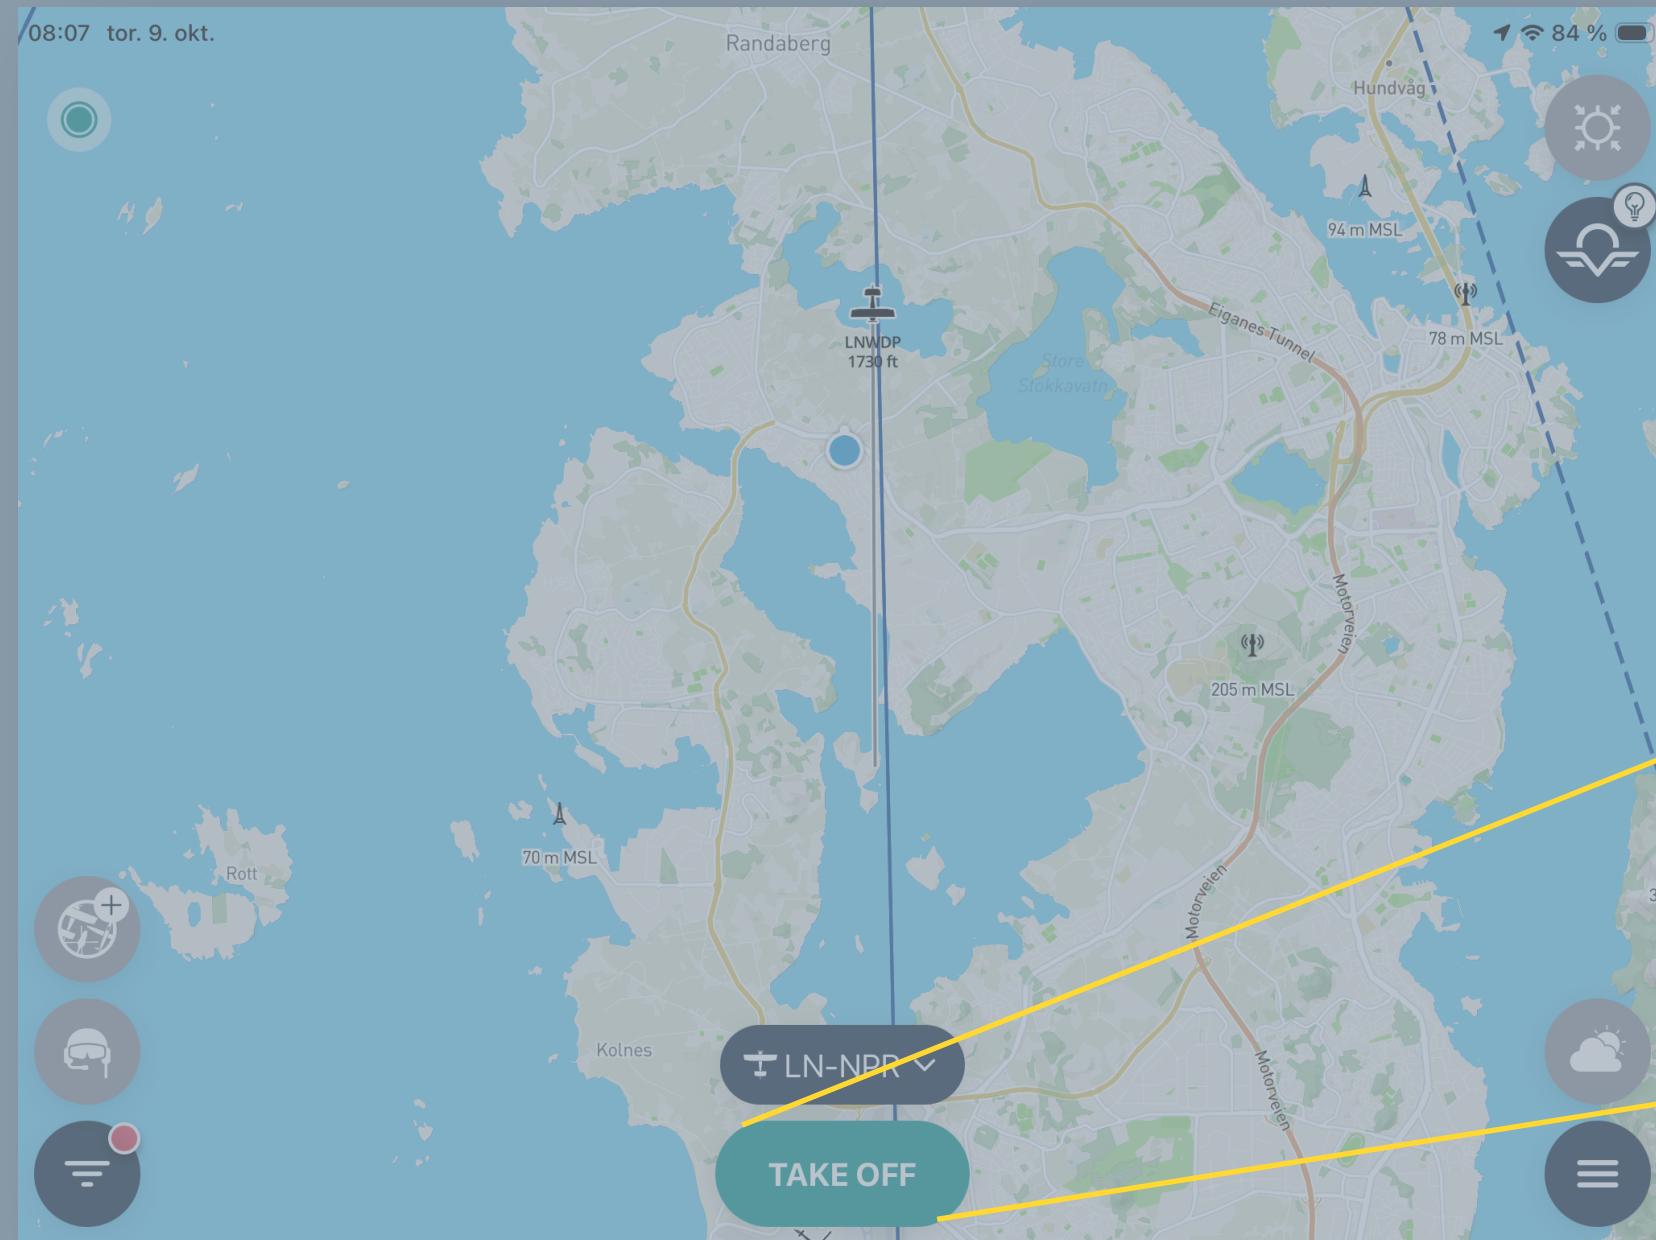 08:07 tor. 9. okt.
84 %
Randaberg
Hundvåg
94 m MSL
Eiganes Tunnel
78 m MSL
LNWDP
1730 ft
Store
Stokkavatn
Motorveien
205 m MSL
70 m MSL
Rott
Motorveien
Kolnes
LN-NPR
Motorveien
TAKE OFF